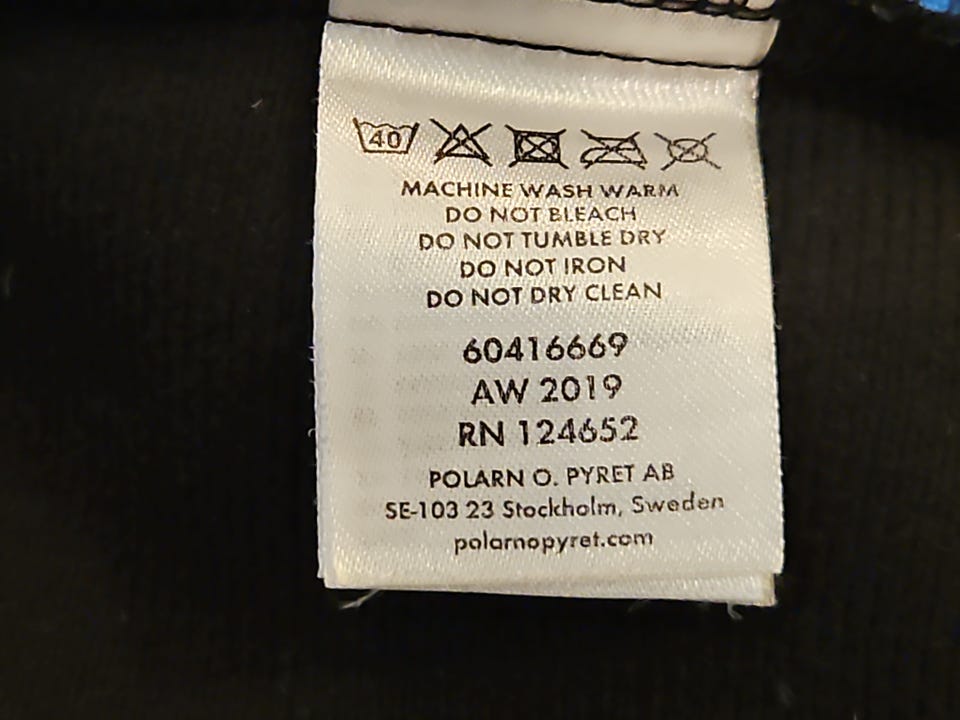 40
MACHINE WASH WARM
DO NOT BLEACH
DO NOT TUMBLE DRY
DO NOT IRON
DO NOT DRY CLEAN
60416669
AW 2019
RN 124652
POLARN O. PYRET AB
SE-103 23 Stockholm, Sweden
polarnopyret.com